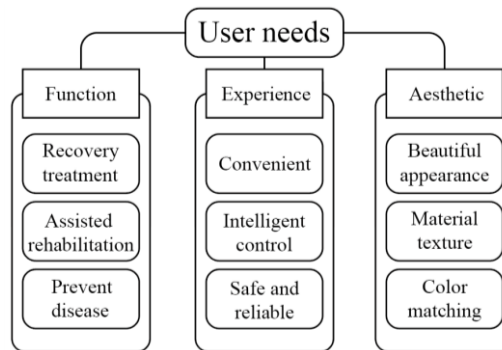 User needs
Function
Recovery
treatment
Assisted
rehabilitation
Prevent
disease
Experience
Convenient
Intelligent
control
Safe and
reliable
Aesthetic
Beautiful
appearance
Material
texture
Color
matching